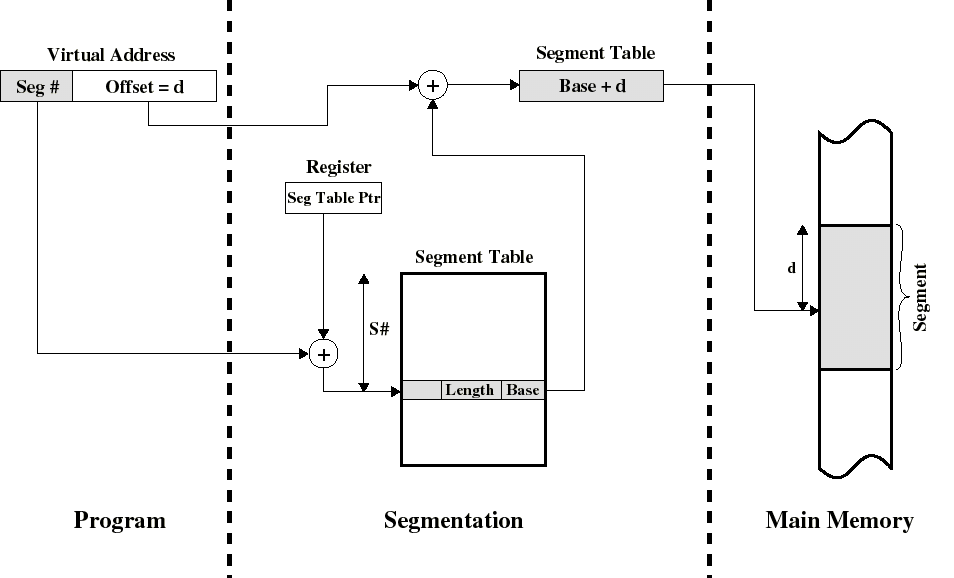 Virtual Address
Segment Table
Seg #
Offset = d
+
Base + d
Register
Seg Table Ptr
Segment Table
d
Segment
S#
+
Length
Base
Program
Segmentation
Main Memory